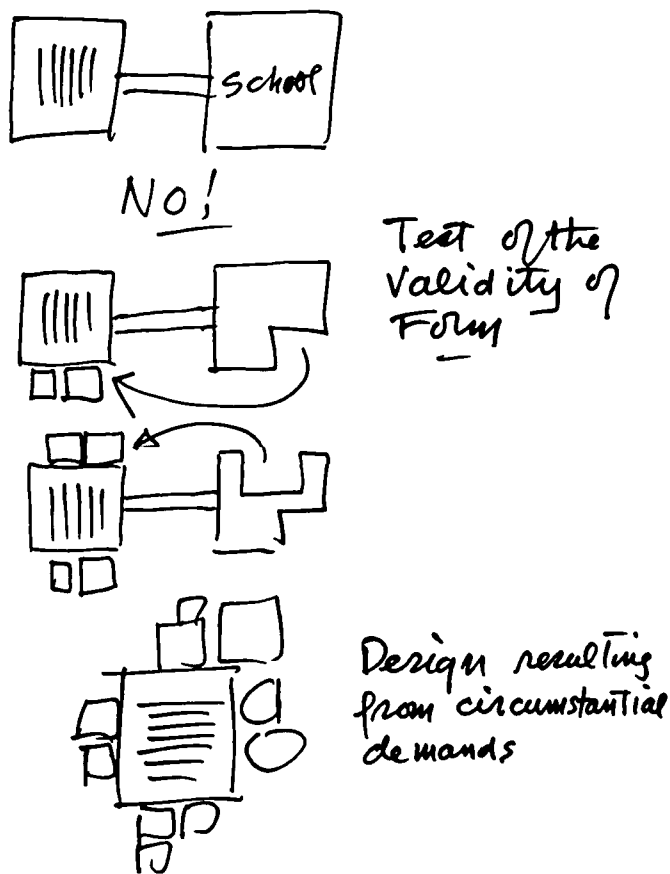 School
NO!
Test of the
Validity of
Form
Design resulting
from circumstantial
demands